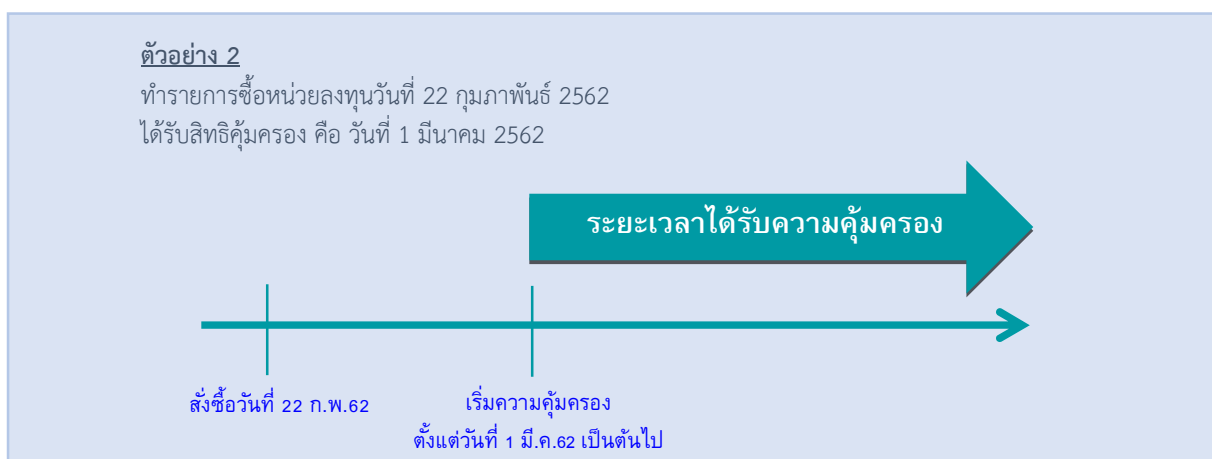 ตัวอย่าง 2
ทำรายการซื้อหน่วยลงทุนวันที่ 22 กุมภาพันธ์ 2562
ได้รับสิทธิคุ้มครอง คือ วันที่ 1 มีนาคม 2562
ระยะเวลาได้รับความคุ้มครอง
สั่งซื้อวันที่ 22 ก.พ.62
เริ่มความคุ้มครอง
ตั้งแต่วันที่ 1 มี.ค.62 เป็นต้นไป